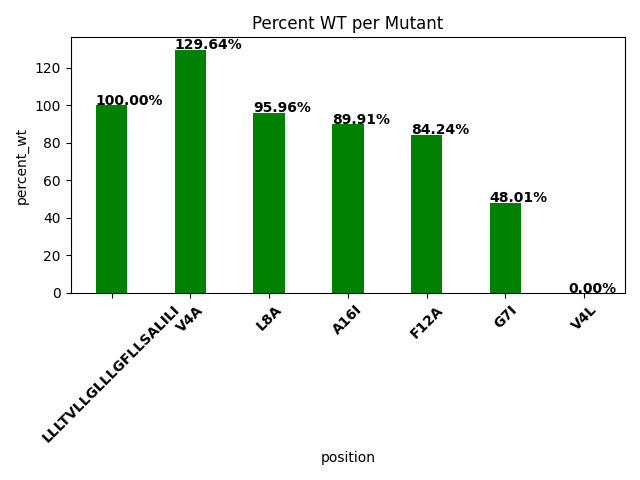 Percent WT per Mutant
percent_wt
120
100
80
60
40
20
0
100.00%
129.64%
95.96%
89.91%
84.24%
48.01%
0.00%
LLLTVLLGLLLGFLLSALILI
V4A
L8A
A16I
F12A
G7I
V4L
position